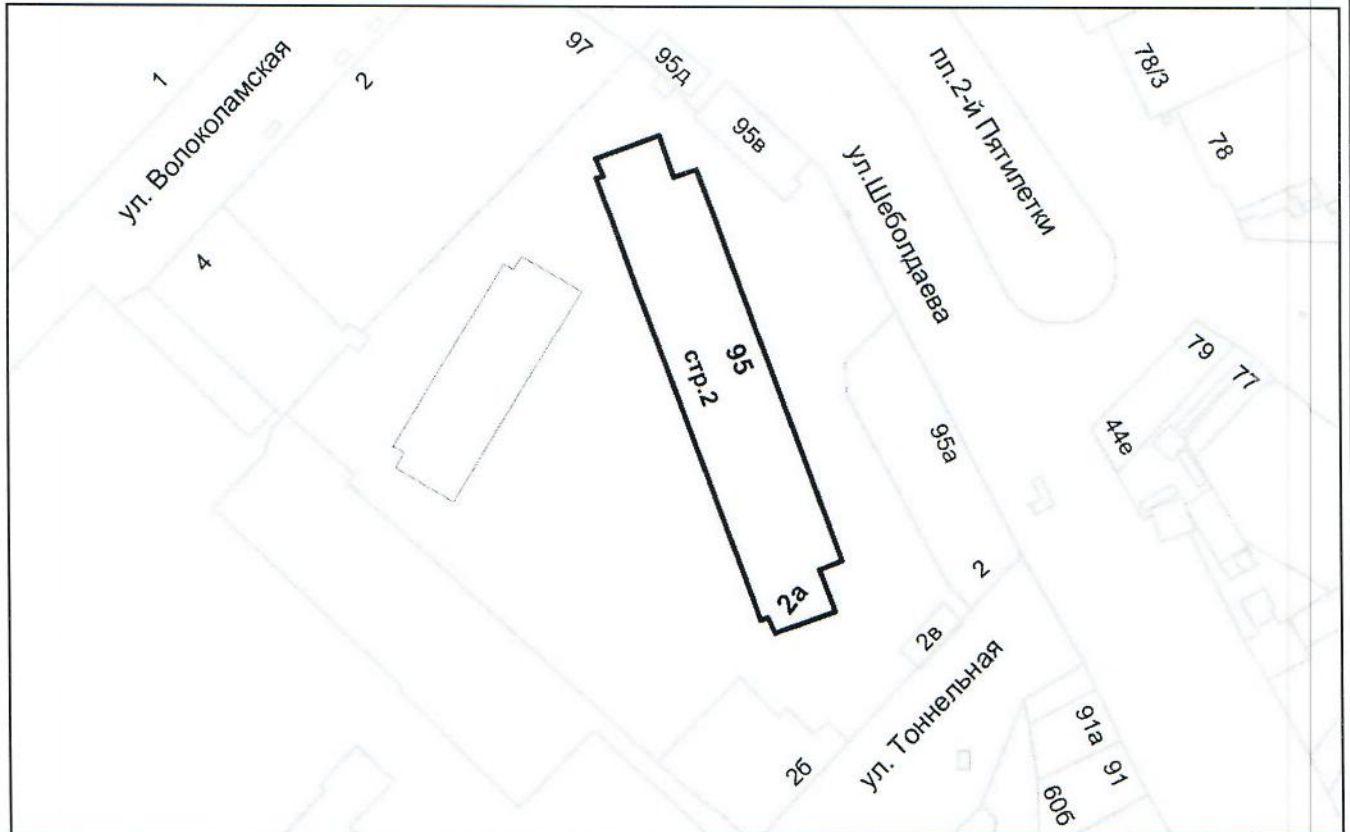 1
ул. Волоколамская
2
97
95д
95в
пл.2-й Пятилетки
78/3
78
ул.Шеболдаева
4
95
стр.2
79
77
44е
95а
2а
2
2в
ул. Тоннельная
2б
91а
91
60б